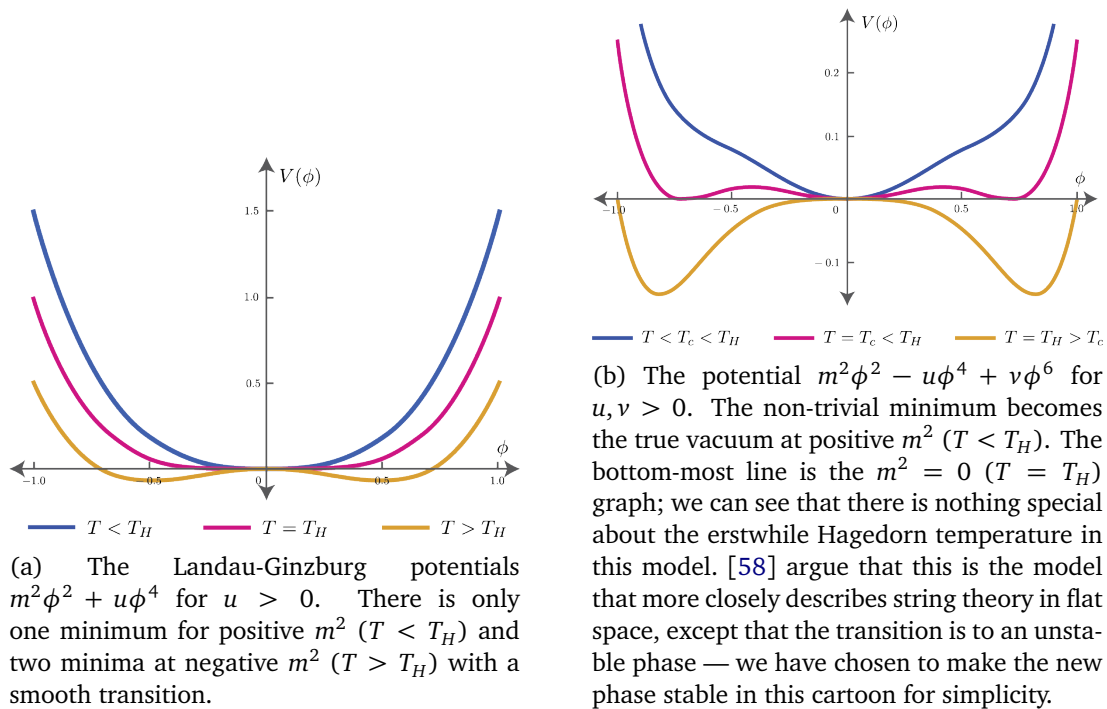 V(ϕ)
1.5
1.0
0.5
ϕ
−1.0
−0.5
0
0.5
1.0
T < T_H
T = T_H
T > T_H
(a) The Landau-Ginzburg potentials
m²ϕ² + uϕ⁴ for u > 0. There is only
one minimum for positive m² (T < T_H) and
two minima at negative m² (T > T_H) with a
smooth transition.
V(ϕ)
0.2
0.1
ϕ
−1.0
−0.5
0
0.5
1.0
−0.1
T < T_c < T_H
T = T_c < T_H
T = T_H > T_c
(b) The potential m²ϕ² − uϕ⁴ + vϕ⁶ for
u, v > 0. The non-trivial minimum becomes
the true vacuum at positive m² (T < T_H). The
bottom-most line is the m² = 0 (T = T_H)
graph; we can see that there is nothing special
about the erstwhile Hagedorn temperature in
this model. [58] argue that this is the model
that more closely describes string theory in flat
space, except that the transition is to an unsta-
ble phase — we have chosen to make the new
phase stable in this cartoon for simplicity.